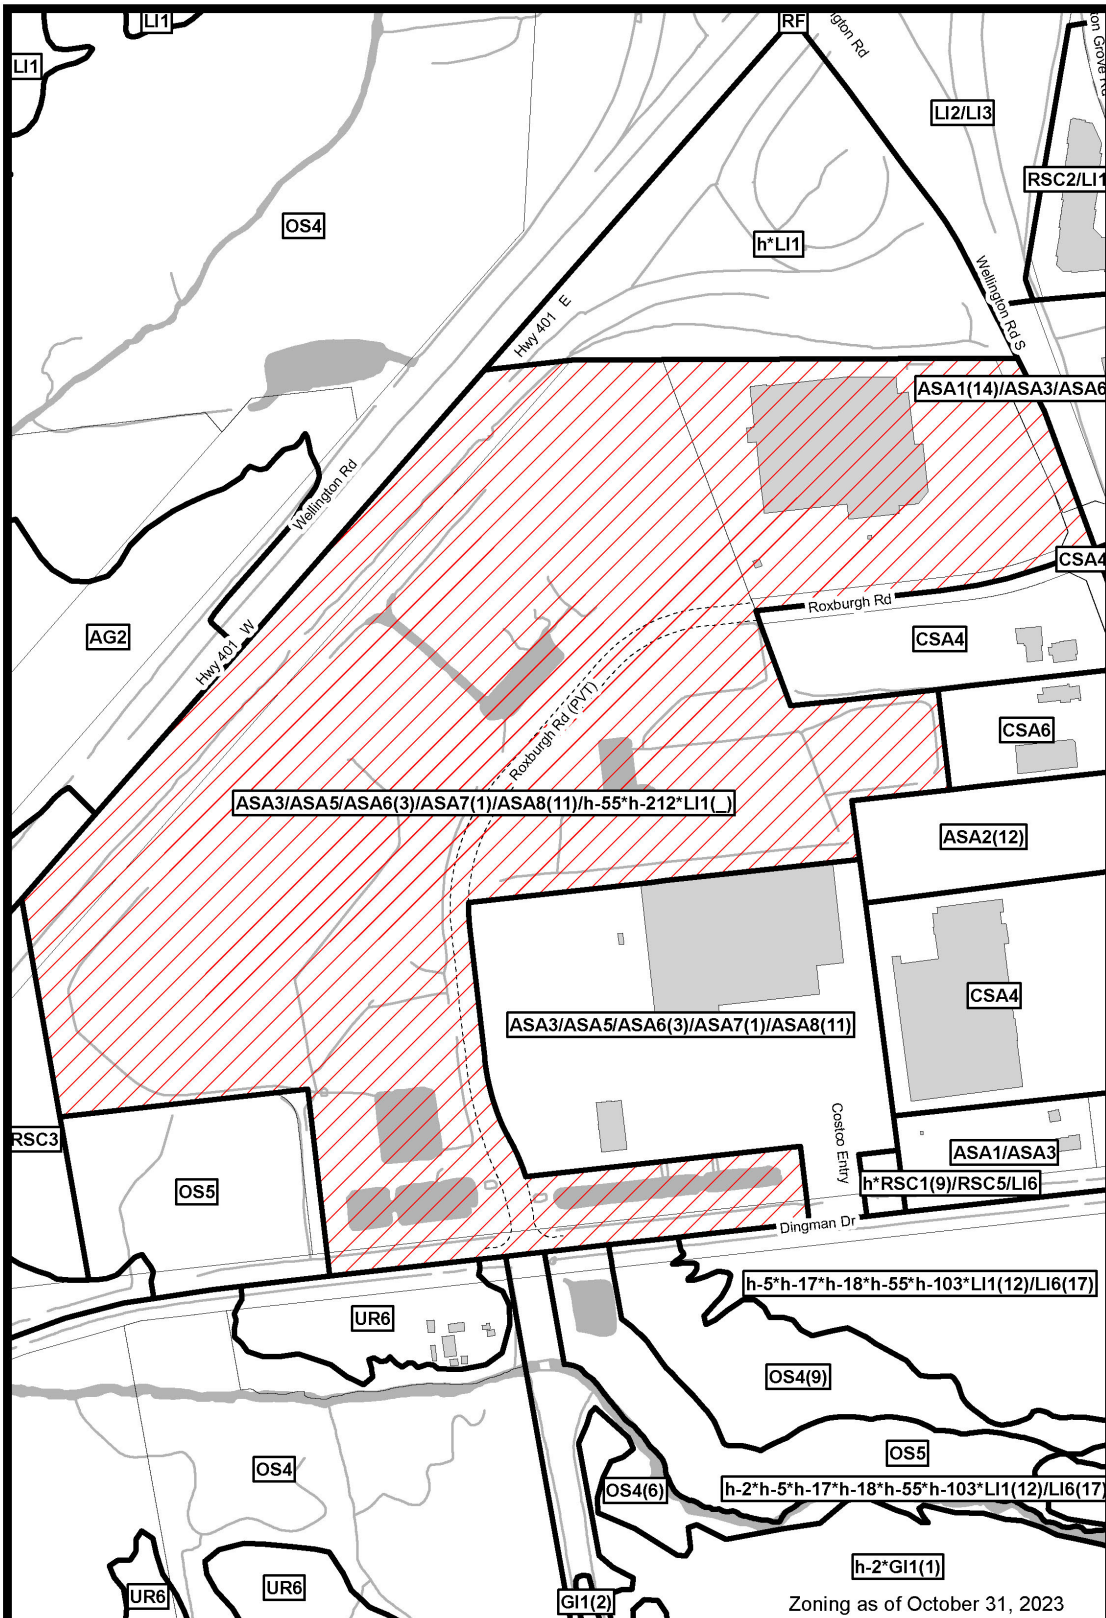 LI1
RF
LI1
ngton Rd
on Grove Rd
LI2/LI3
RSC2/LI1
OS4
h*LI1
Wellington Rd S
Hwy 401 E
ASA1(14)/ASA3/ASA6
Wellington Rd
CSA4
Roxburgh Rd
AG2
Hwy 401 W
CSA4
Roxburgh Rd (PVT)
CSA6
ASA3/ASA5/ASA6(3)/ASA7(1)/ASA8(11)/h-55*h-212*LI1(_)
ASA2(12)
CSA4
ASA3/ASA5/ASA6(3)/ASA7(1)/ASA8(11)
RSC3
Costco Entry
ASA1/ASA3
OS5
h*RSC1(9)/RSC5/LI6
Dingman Dr
h-5*h-17*h-18*h-55*h-103*LI1(12)/LI6(17)
UR6
OS4(9)
OS5
OS4
OS4(6)
h-2*h-5*h-17*h-18*h-55*h-103*LI1(12)/LI6(17)
h-2*GI1(1)
UR6
UR6
GI1(2)
Zoning as of October 31, 2023